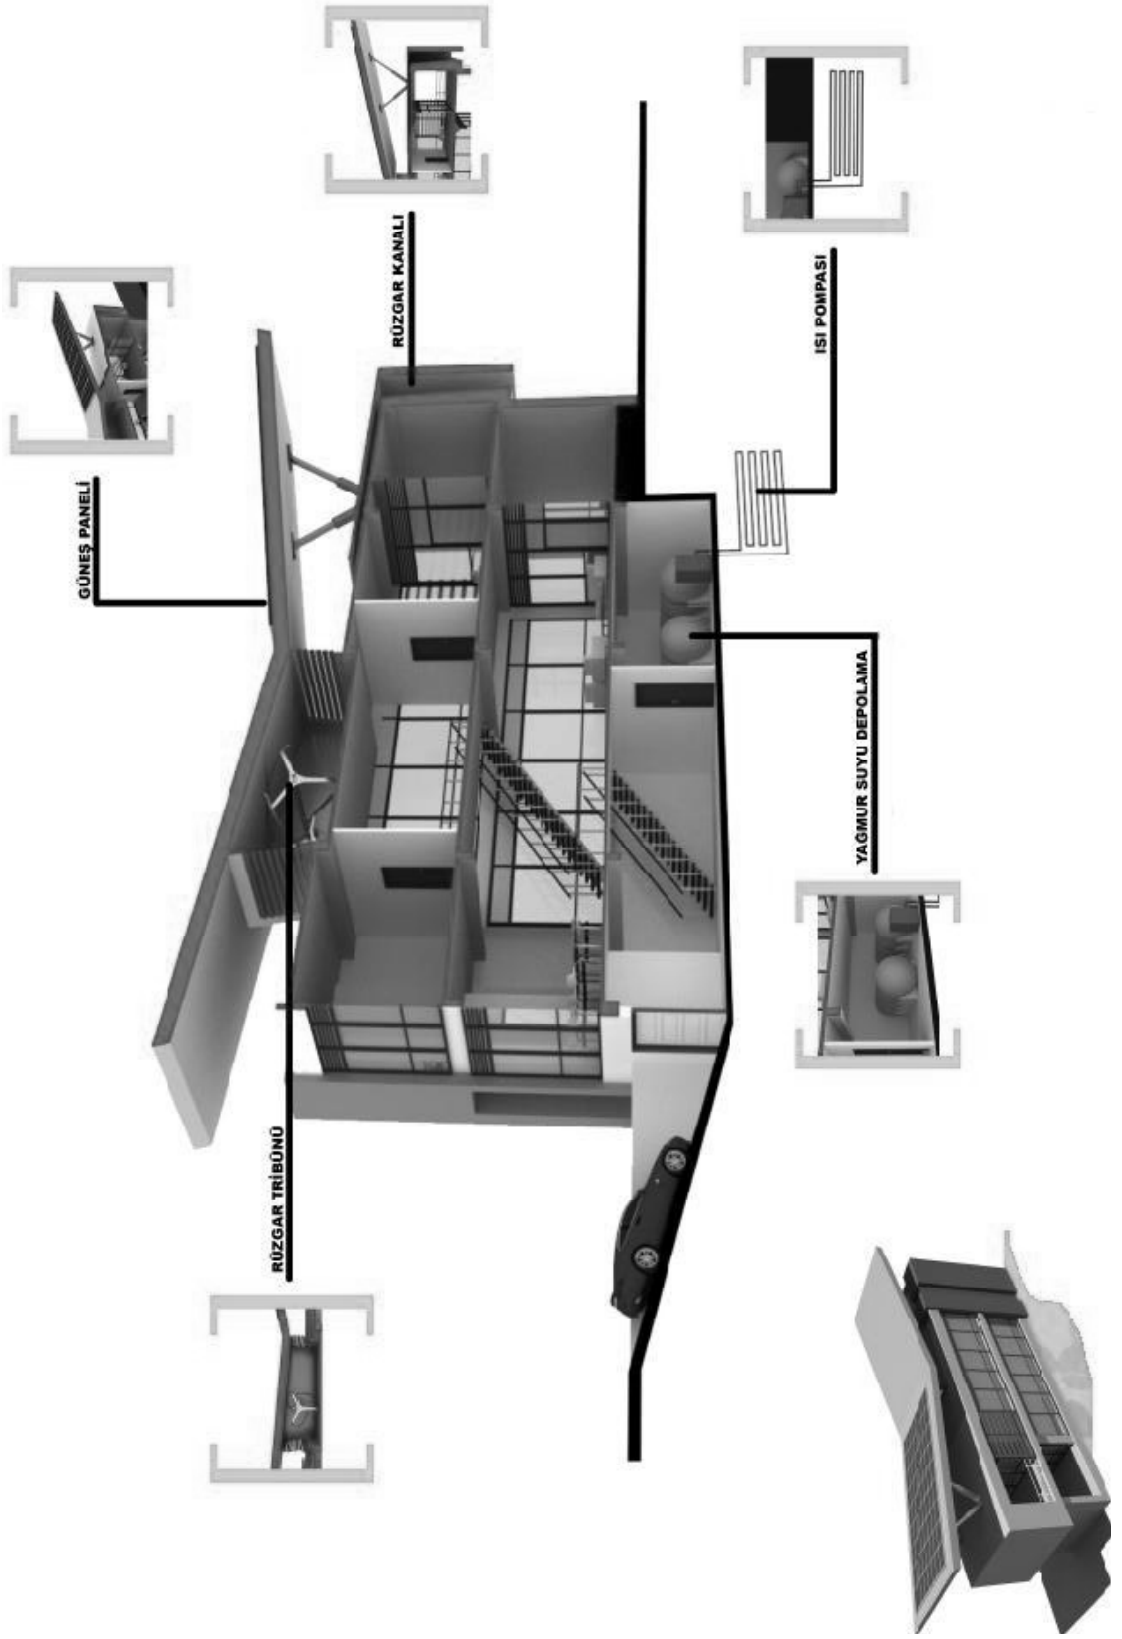 GÜNEŞ PANELİ
RÜZGAR KANALI
ISI POMPASI
YAĞMUR SUYU DEPOLAMA
RÜZGAR TRİBÜNÜ